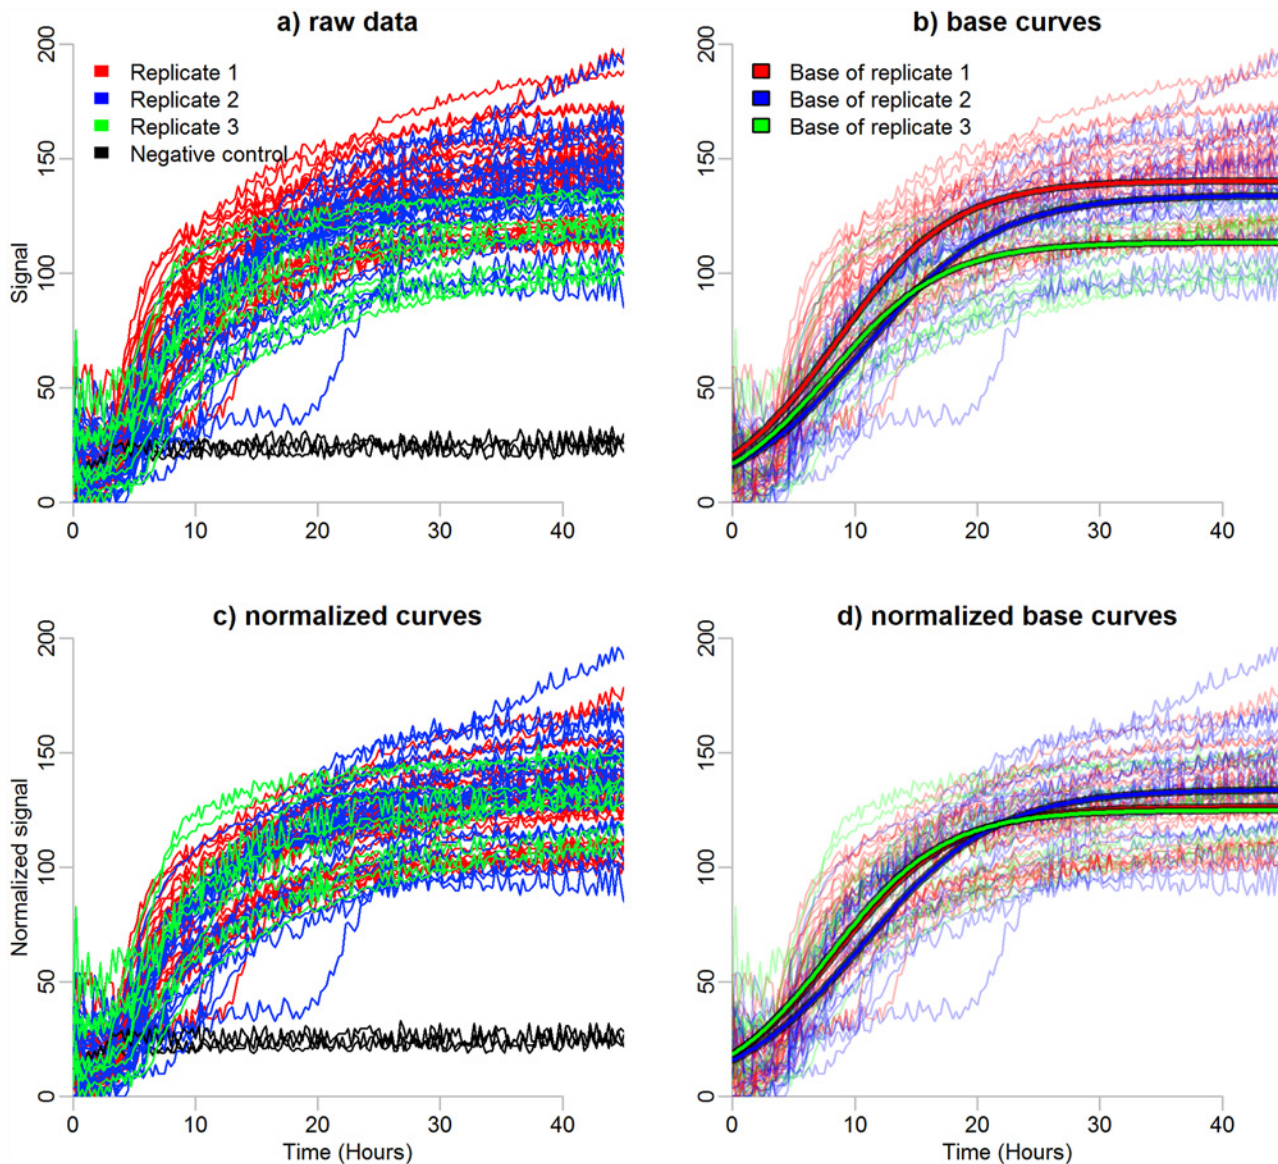 a) raw data
200
150
100
50
0
Signal
Replicate 1
Replicate 2
Replicate 3
Negative control
0 10 20 30 40
b) base curves
200
150
100
50
0
Base of replicate 1
Base of replicate 2
Base of replicate 3
0 10 20 30 40
c) normalized curves
200
150
100
50
0
Normalized signal
0 10 20 30 40
Time (Hours)
d) normalized base curves
200
150
100
50
0
0 10 20 30 40
Time (Hours)